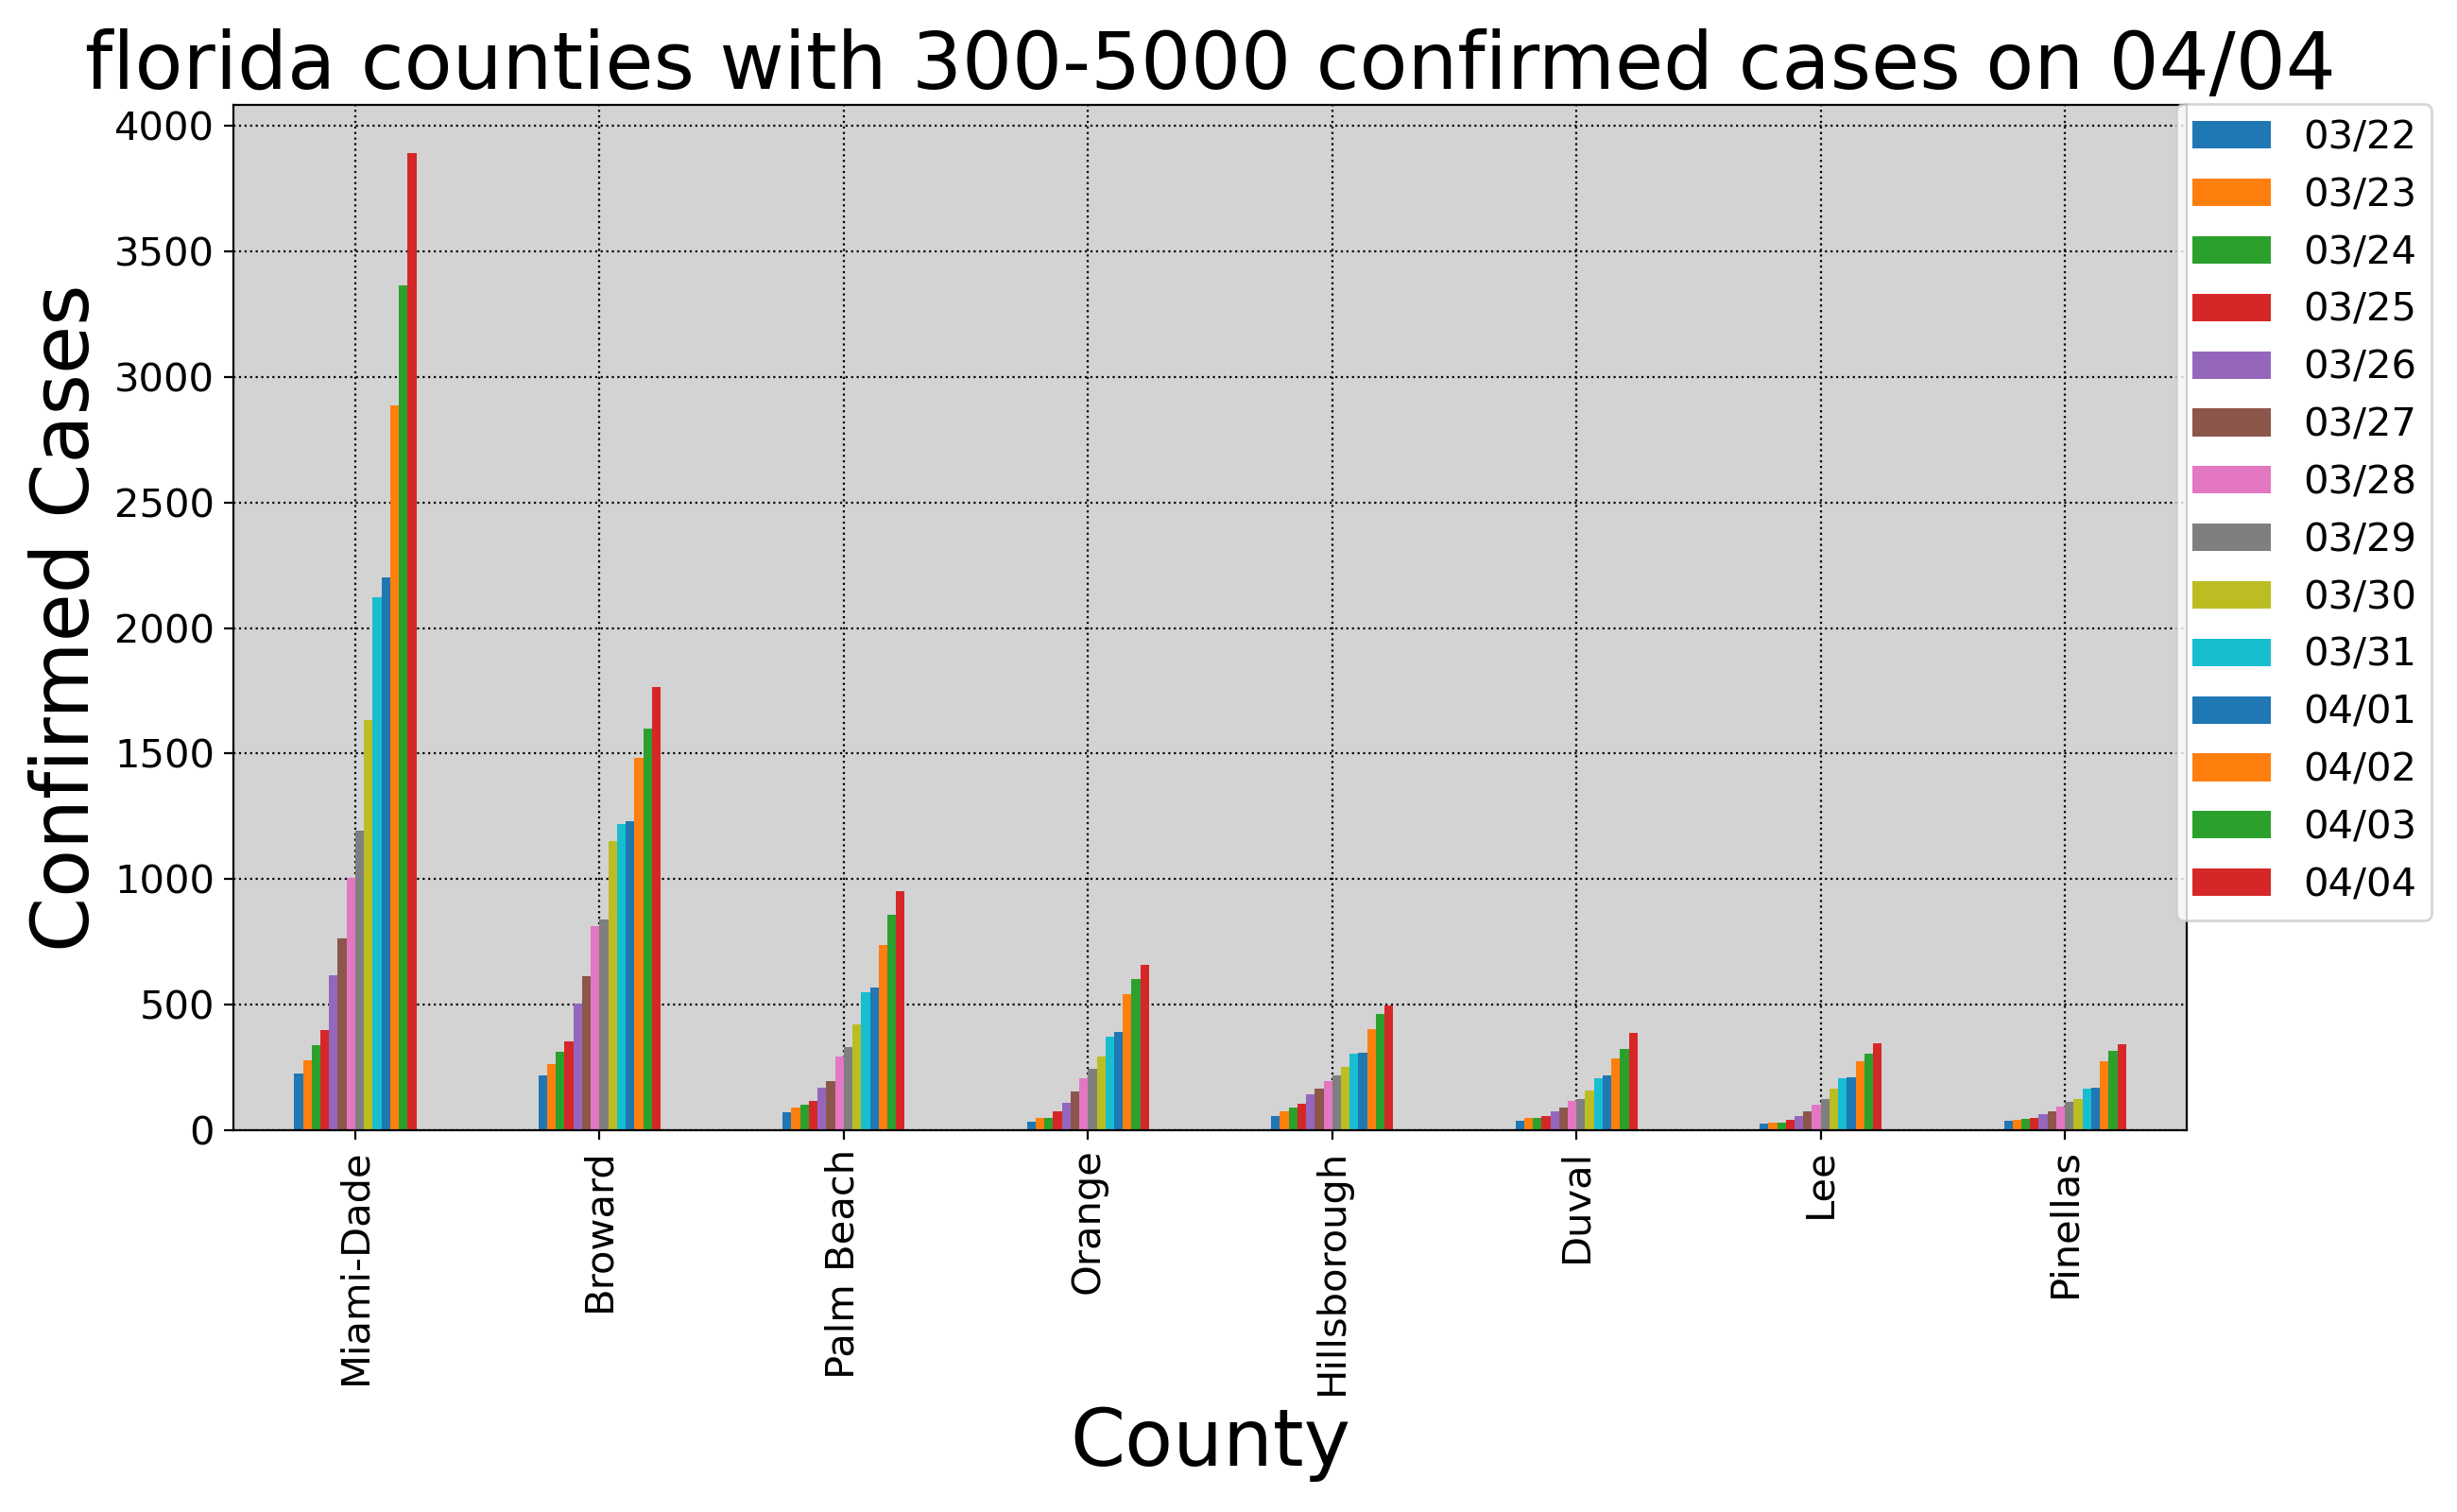 florida counties with 300-5000 confirmed cases on 04/04
Confirmed Cases
4000
3500
3000
2500
2000
1500
1000
500
0
03/22
03/23
03/24
03/25
03/26
03/27
03/28
03/29
03/30
03/31
04/01
04/02
04/03
04/04
Miami-Dade
Broward
Palm Beach
Orange
Hillsborough
Duval
Lee
Pinellas
County